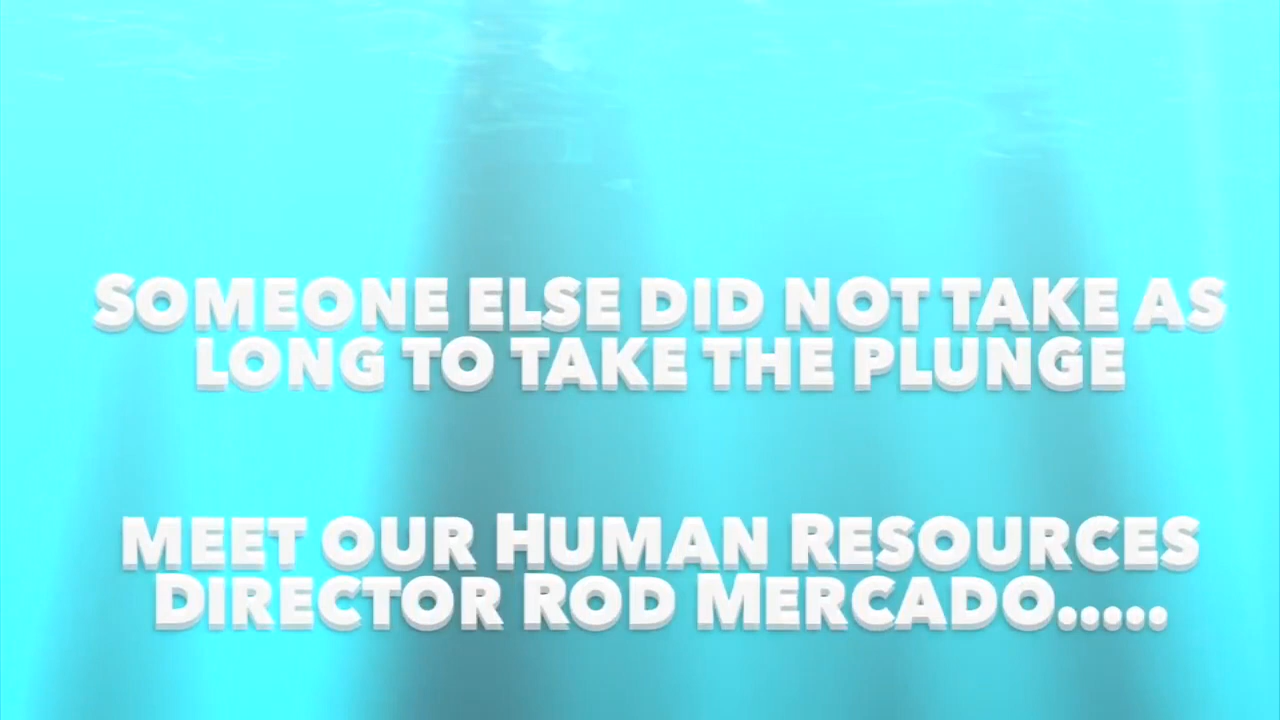 Someone else did not take as
long to take the plunge
meet our Human Resources
Director Rod Mercado.....